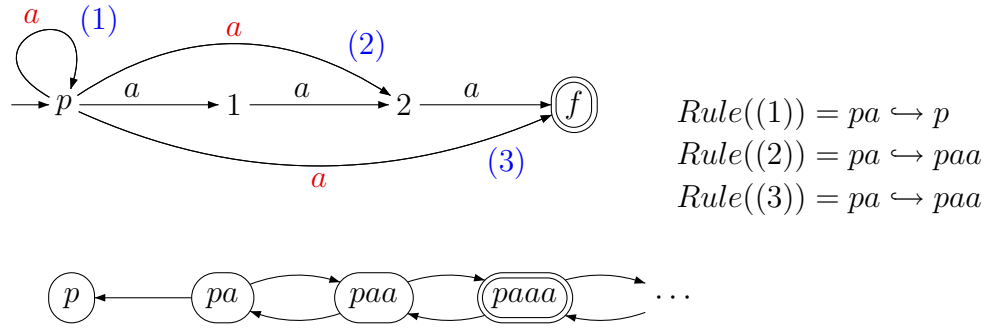 a (1) a (2)
p a 1 a 2 a f
a (3)
Rule((1)) = pa ↪ p
Rule((2)) = pa ↪ paa
Rule((3)) = pa ↪ paa
p pa paa paaa ⋯